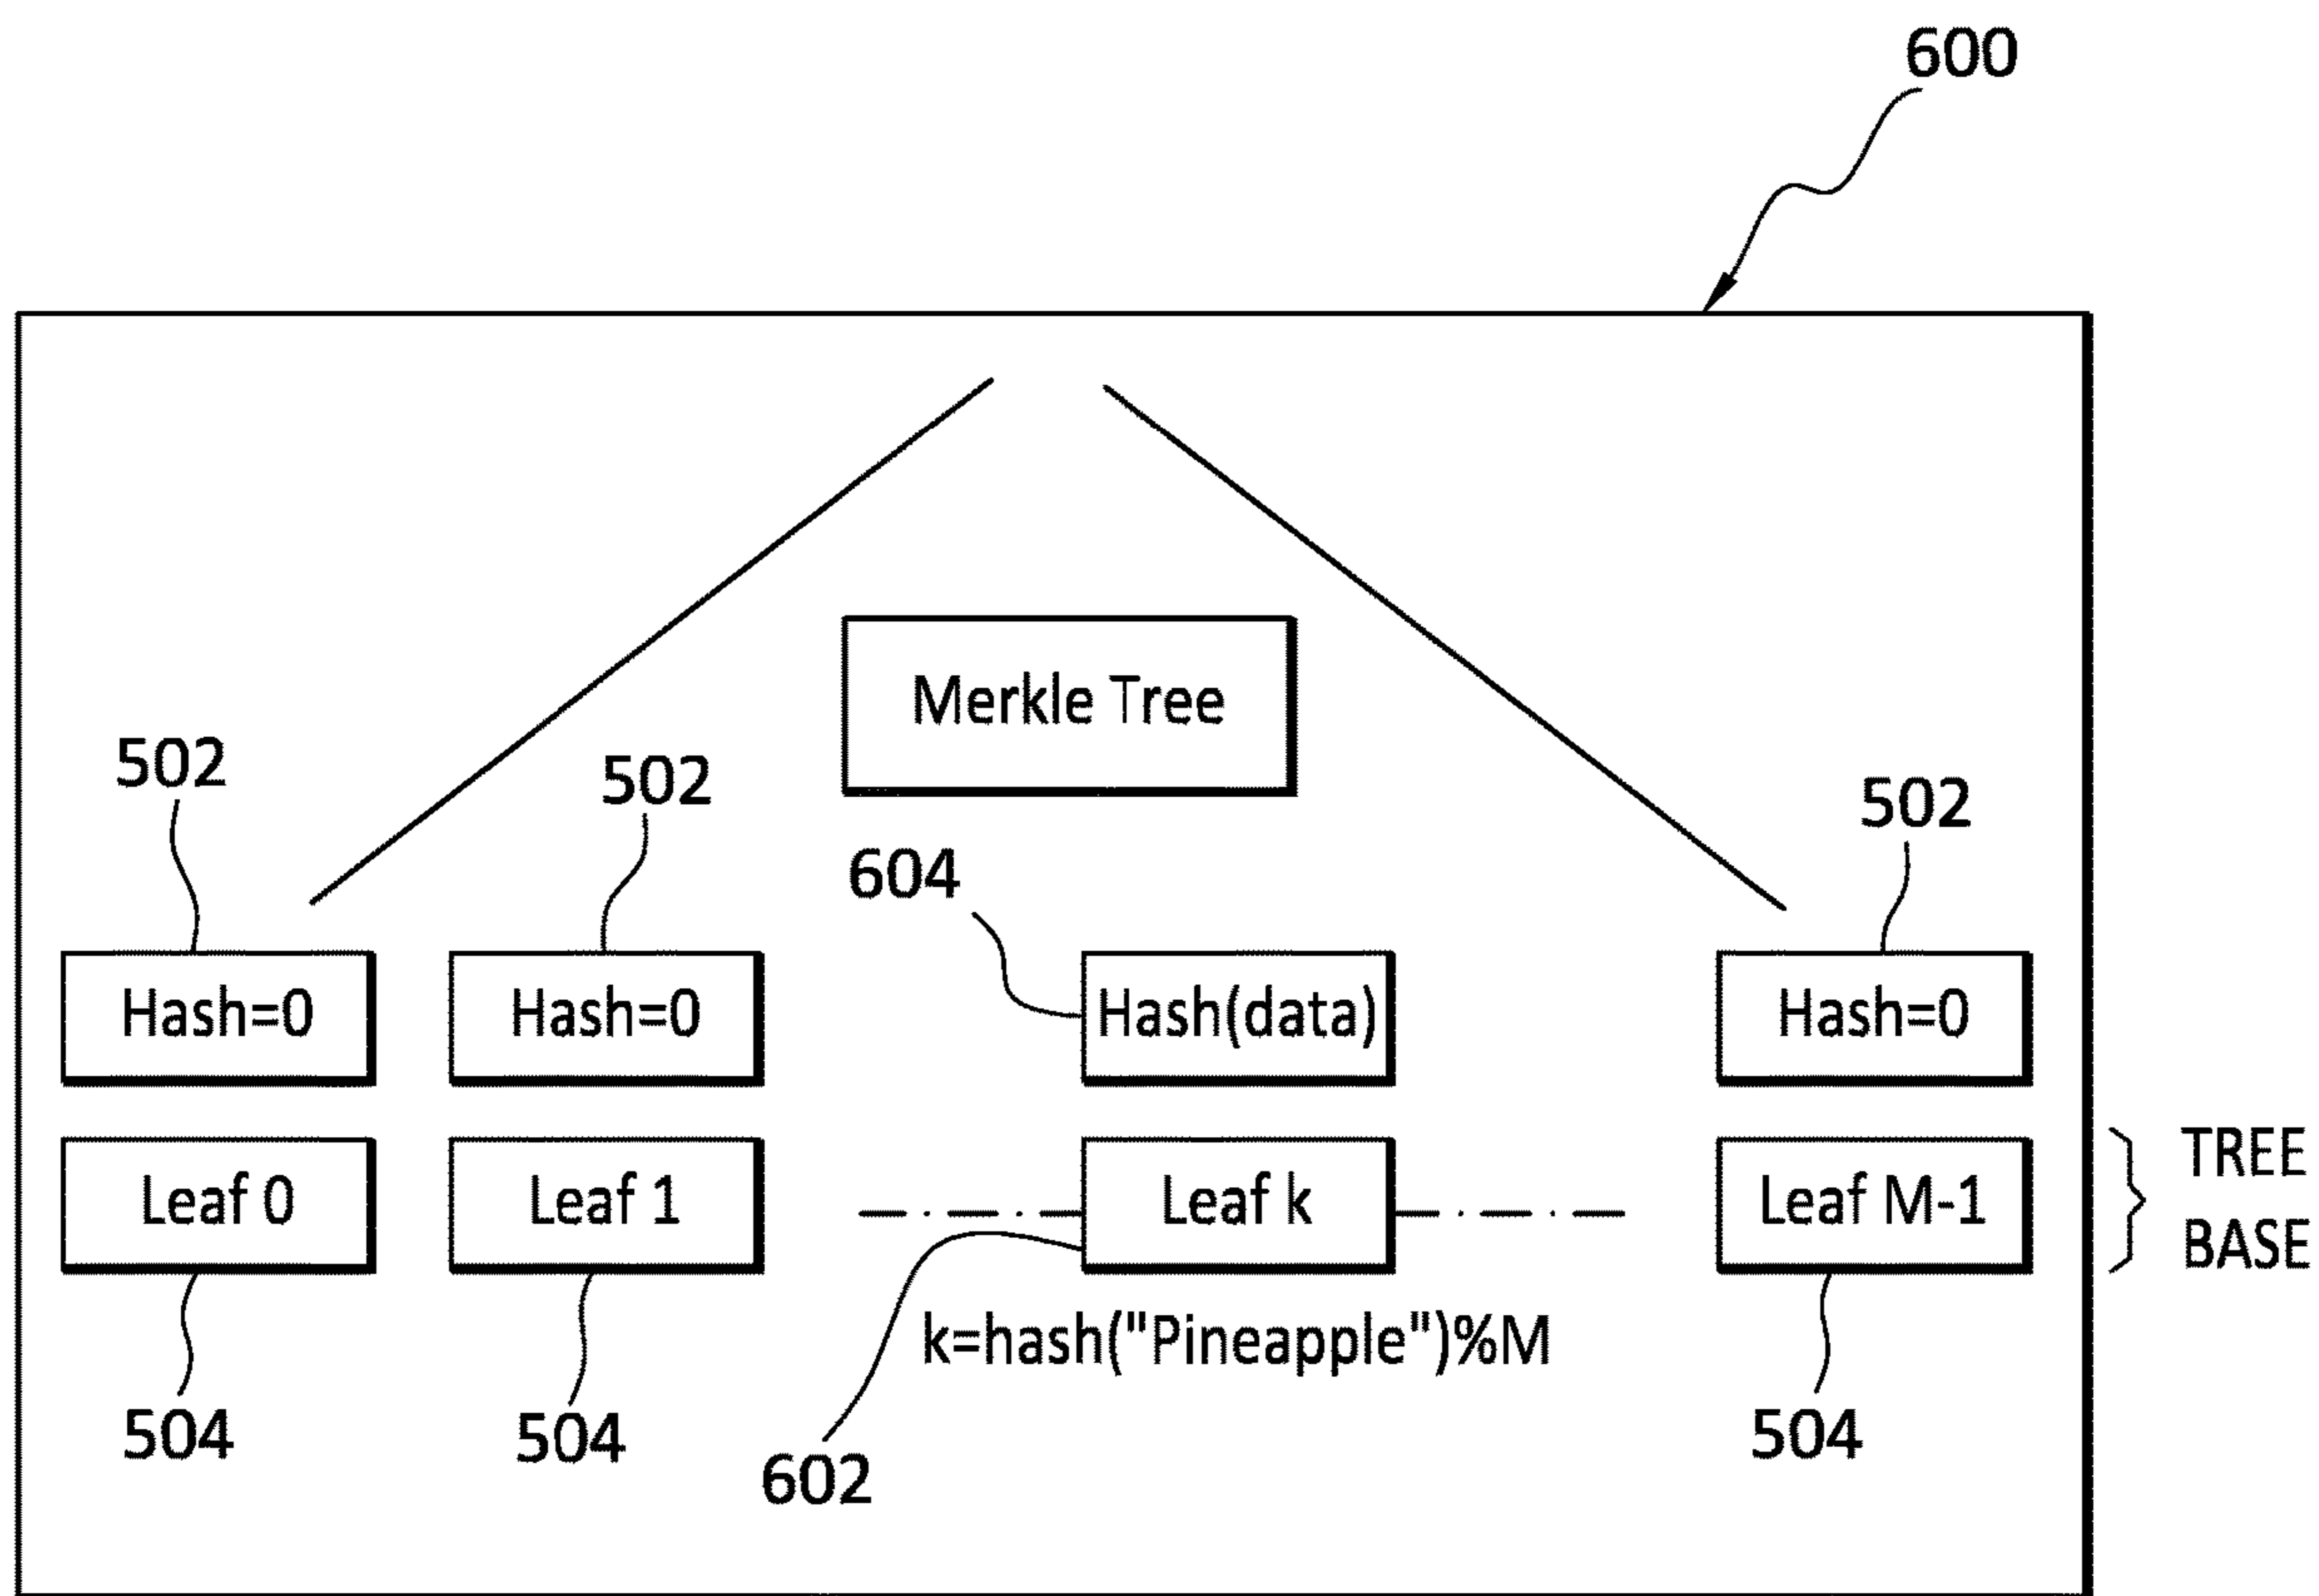 600
Merkle Tree
502
502
502
604
Hash=0
Hash=0
Hash(data)
Hash=0
Leaf 0
Leaf 1
Leaf k
Leaf M-1
TREE
BASE
k=hash("Pineapple")%M
504
504
602
504